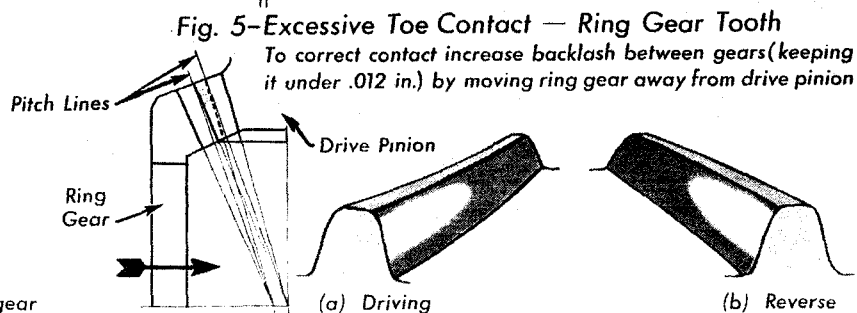 Fig. 5–Excessive Toe Contact — Ring Gear Tooth
To correct contact increase backlash between gears(keeping
it under .012 in.) by moving ring gear away from drive pinion
Pitch Lines
Drive Pinion
Ring
Gear
gear
(a) Driving
(b) Reverse